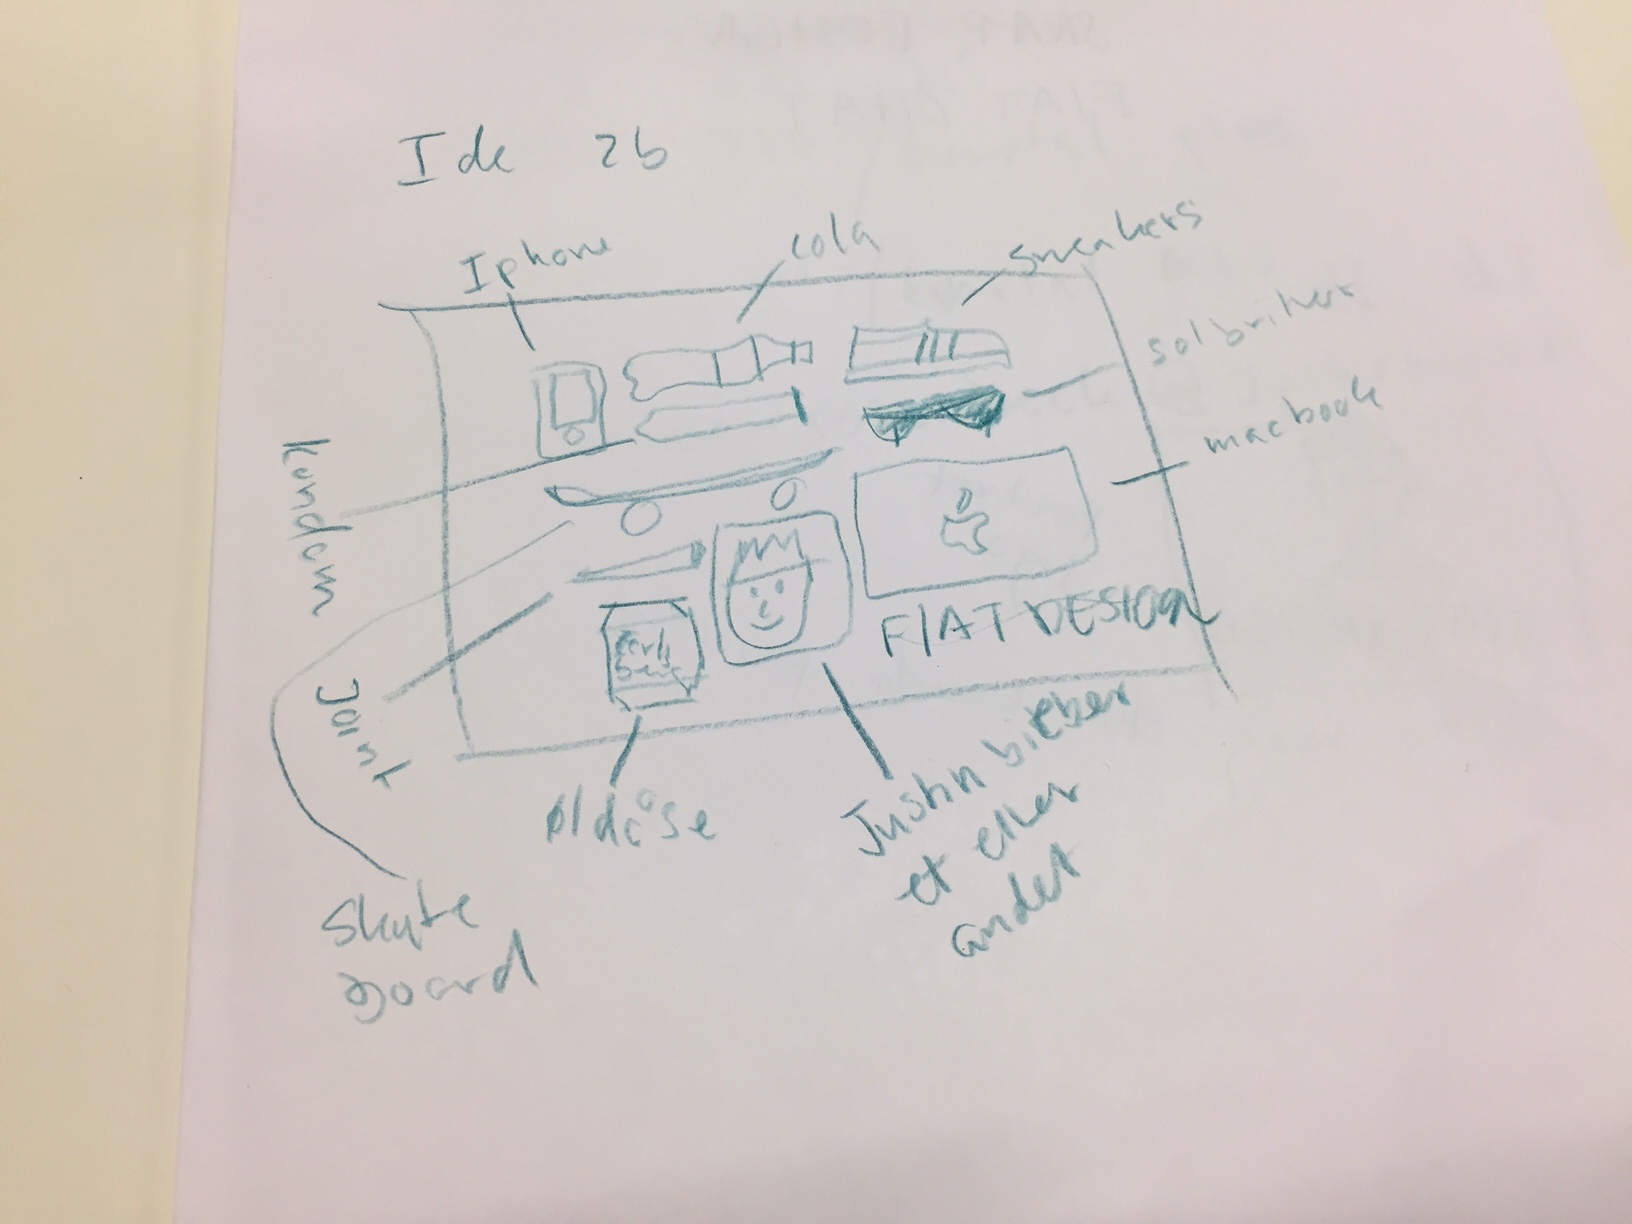 Ide 2b
Iphone
cola
sneakers
solbriller
macbook
kondom
FLAT DESIGN
Joint
øldåse
Justin bieber
et eller
andet
Skate
board